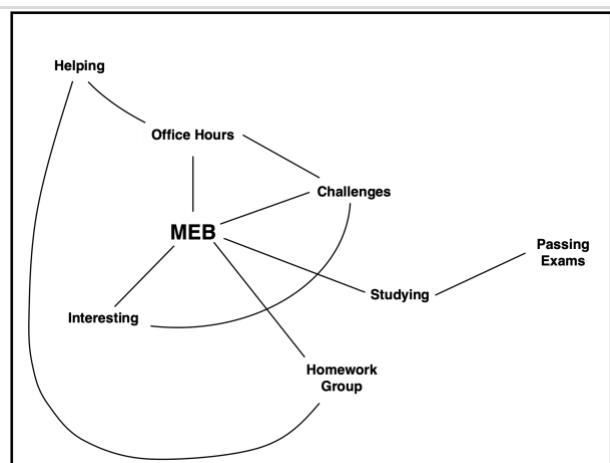 Helping
Office Hours
Challenges
MEB
Passing
Exams
Studying
Interesting
Homework
Group